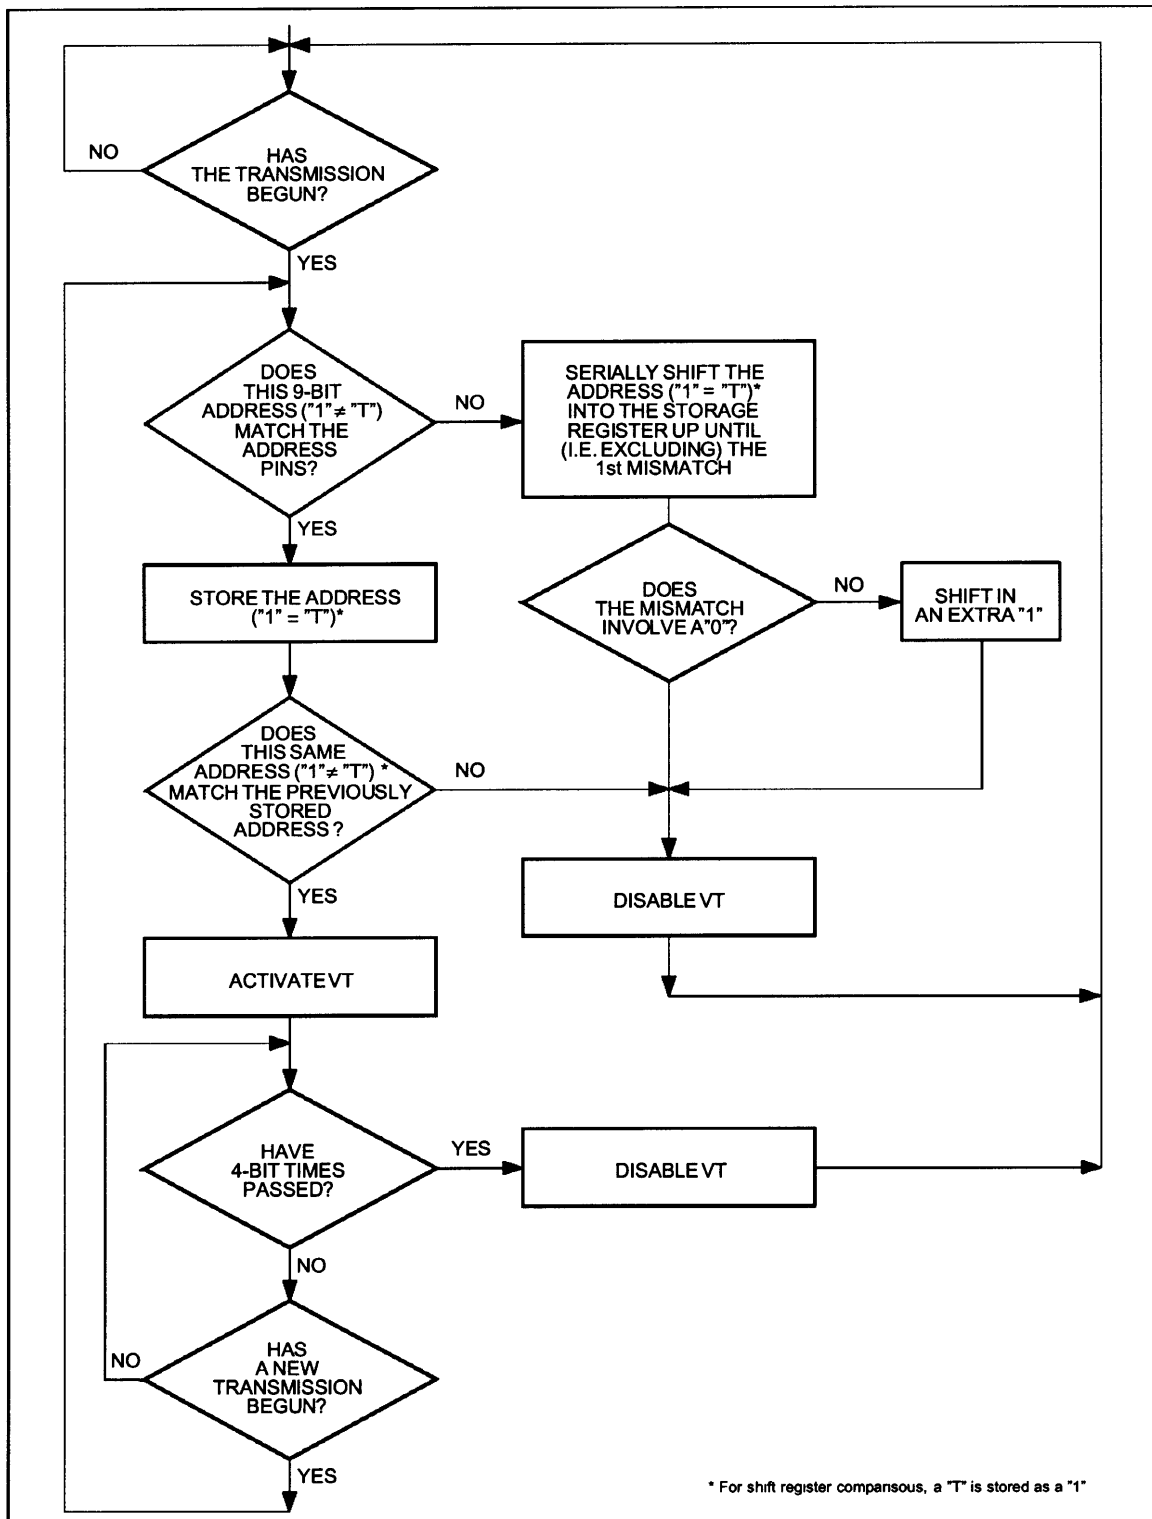 HAS
THE TRANSMISSION
BEGUN?
NO
YES
DOES
THIS 9-BIT
ADDRESS ("1" ≠ "T")
MATCH THE
ADDRESS
PINS?
NO
SERIALLY SHIFT THE
ADDRESS ("1" = "T")*
INTO THE STORAGE
REGISTER UP UNTIL
(I.E. EXCLUDING) THE
1st MISMATCH
YES
STORE THE ADDRESS
("1" = "T")*
DOES
THE MISMATCH
INVOLVE A"0"?
NO
SHIFT IN
AN EXTRA "1"
DOES
THIS SAME
ADDRESS ("1" ≠ "T") *
MATCH THE PREVIOUSLY
STORED
ADDRESS ?
NO
YES
DISABLE VT
ACTIVATE VT
HAVE
4-BIT TIMES
PASSED?
YES
DISABLE VT
NO
HAS
A NEW
TRANSMISSION
BEGUN?
NO
YES
* For shift register comparisous, a "T" is stored as a "1"